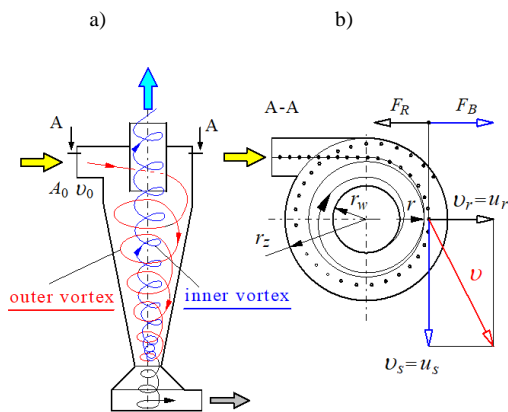 a)
b)
A
A
A₀ υ₀
outer vortex
inner vortex
A-A
F_R
F_B
r_w
r
r_z
υ_r=u_r
υ
υ_s=u_s